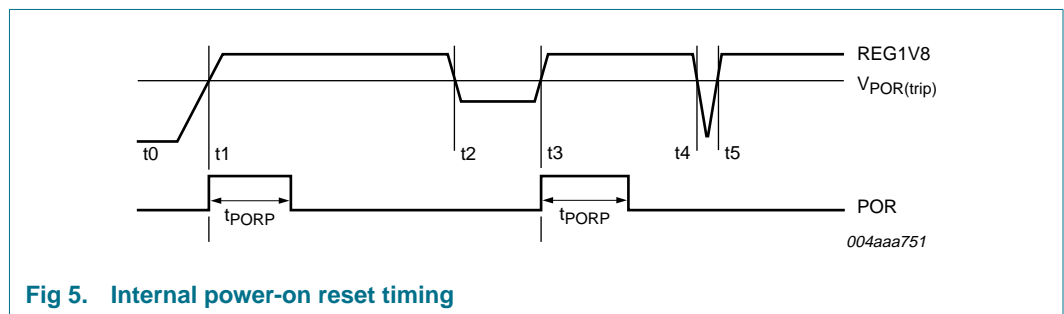 REG1V8
VPOR(trip)
t0 t1 t2 t3 t4 t5
tPORP tPORP
POR
004aaa751
Fig 5. Internal power-on reset timing